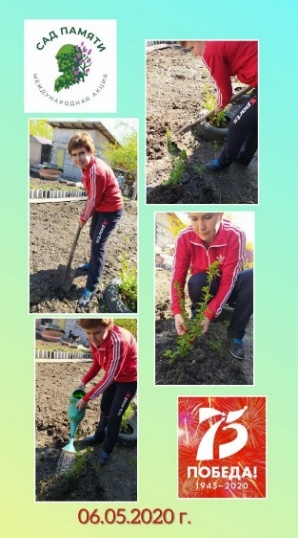 САД ПАМЯТИ
МЕЖДУНАРОДНАЯ АКЦИЯ
75
ПОБЕДА!
1945–2020
06.05.2020 г.